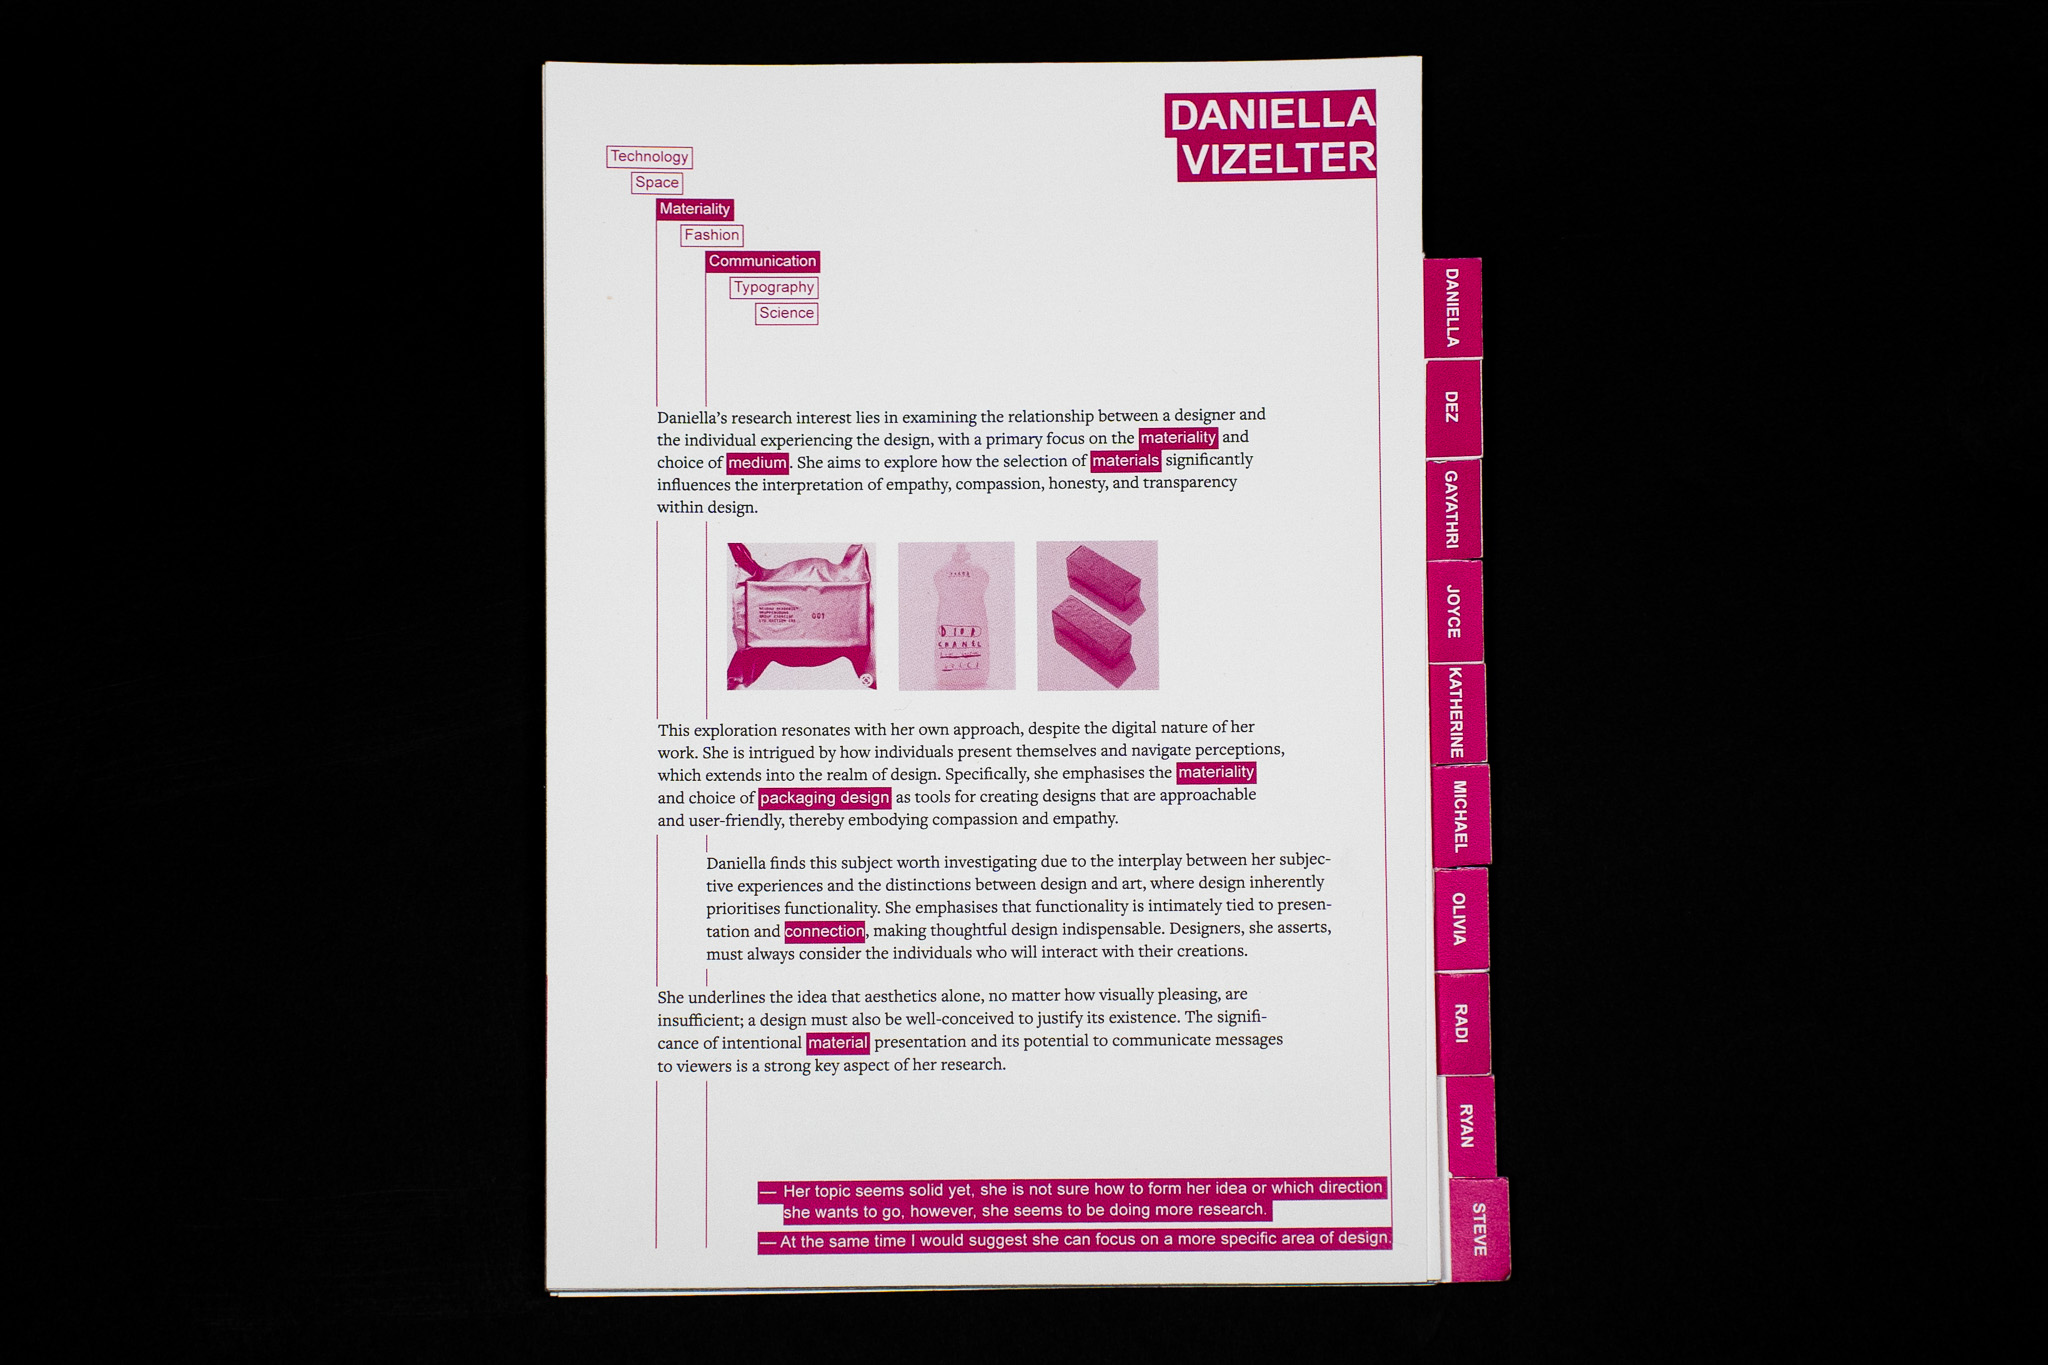 DANIELLA
VIZELTER
Technology
Space
Materiality
Fashion
Communication
Typography
Science
Daniella’s research interest lies in examining the relationship between a designer and
the individual experiencing the design, with a primary focus on the materiality and
choice of medium. She aims to explore how the selection of materials significantly
influences the interpretation of empathy, compassion, honesty, and transparency
within design.
001
DIOR
CHANEL
This exploration resonates with her own approach, despite the digital nature of her
work. She is intrigued by how individuals present themselves and navigate perceptions,
which extends into the realm of design. Specifically, she emphasises the materiality
and choice of packaging design as tools for creating designs that are approachable
and user-friendly, thereby embodying compassion and empathy.
Daniella finds this subject worth investigating due to the interplay between her subjec-
tive experiences and the distinctions between design and art, where design inherently
prioritises functionality. She emphasises that functionality is intimately tied to presen-
tation and connection, making thoughtful design indispensable. Designers, she asserts,
must always consider the individuals who will interact with their creations.
She underlines the idea that aesthetics alone, no matter how visually pleasing, are
insufficient; a design must also be well-conceived to justify its existence. The signifi-
cance of intentional material presentation and its potential to communicate messages
to viewers is a strong key aspect of her research.
— Her topic seems solid yet, she is not sure how to form her idea or which direction
she wants to go, however, she seems to be doing more research.
— At the same time I would suggest she can focus on a more specific area of design.
DANIELLA
DEZ
GAYATHRI
JOYCE
KATHERINE
MICHAEL
OLIVIA
RADI
RYAN
STEVE